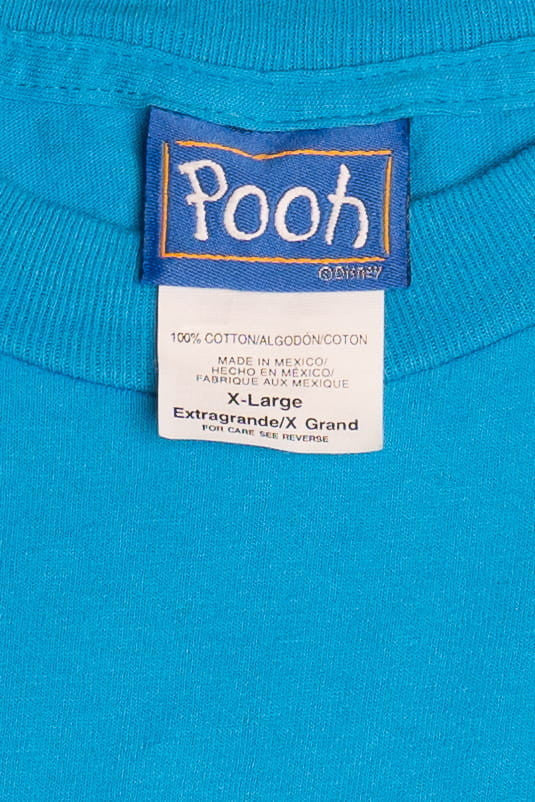 Pooh
©Disney
100% COTTON/ALGODÓN/COTON
MADE IN MEXICO/
HECHO EN MÉXICO/
FABRIQUE AUX MEXIQUE
X-Large
Extragrande/X Grand
FOR CARE SEE REVERSE